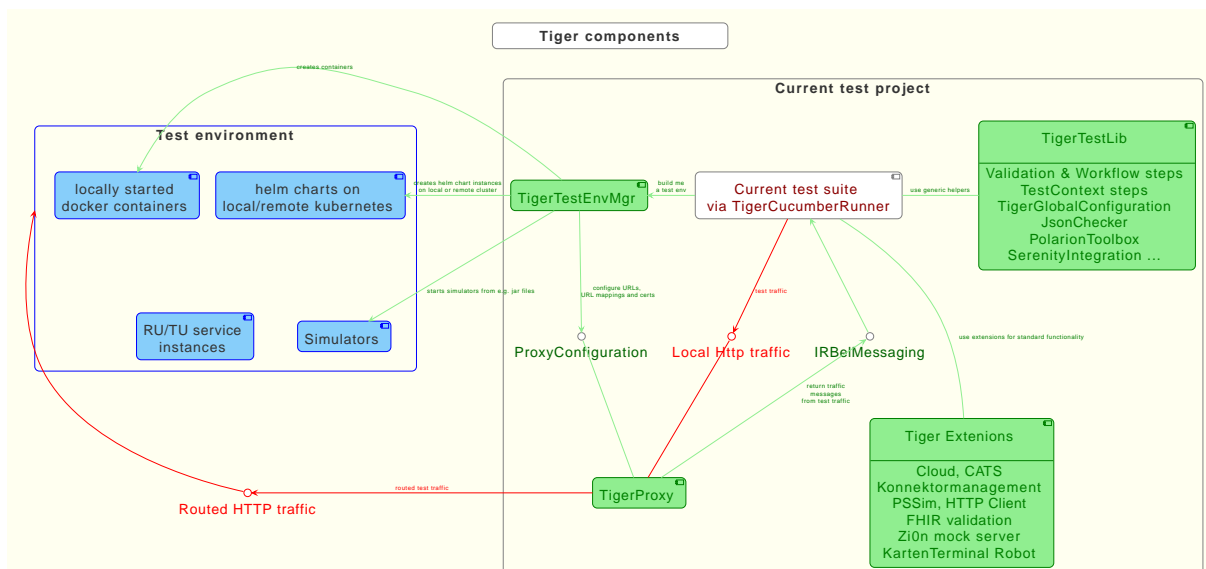 Tiger components
creates containers
Current test project
Test environment
TigerTestLib
Validation & Workflow steps
TestContext steps
TigerGlobalConfiguration
JsonChecker
PolarionToolbox
SerenityIntegration ...
locally started
docker containers
helm charts on
local/remote kubernetes
creates helm chart instances
on local or remote cluster
TigerTestEnvMgr
build me
a test env
Current test suite
via TigerCucumberRunner
use generic helpers
starts simulators from e.g. jar files
configure URLs,
URL mappings and certs
test traffic
RU/TU service
instances
Simulators
ProxyConfiguration
Local Http traffic
IRBelMessaging
use extensions for standard functionality
return traffic
messages
from test traffic
Tiger Extenions
Cloud, CATS
Konnektormanagement
PSSim, HTTP Client
FHIR validation
Zi0n mock server
KartenTerminal Robot
routed test traffic
TigerProxy
Routed HTTP traffic